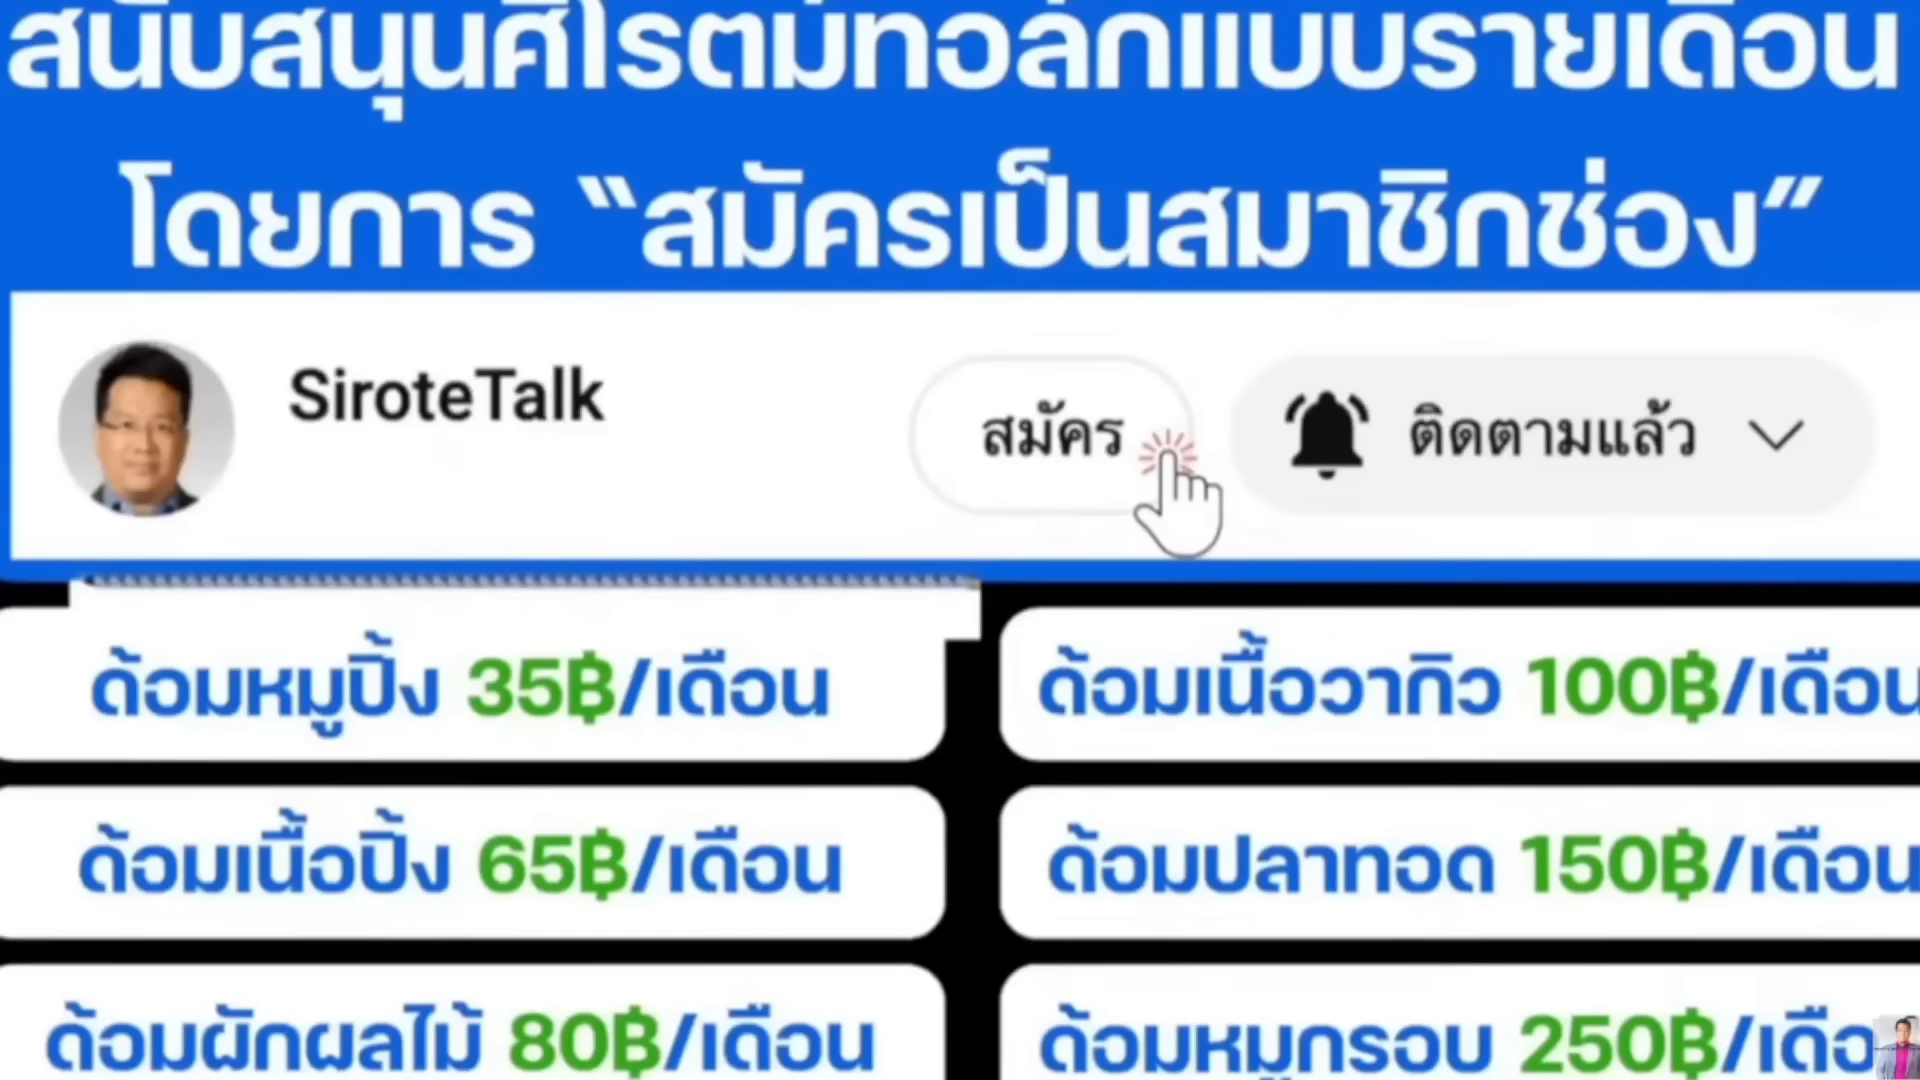 สนับสนุนศิโรตม์ทอล์กแบบรายเดือน
โดยการ “สมัครเป็นสมาชิกช่อง”
SiroteTalk
สมัคร
ติดตามแล้ว
ด้อมหมูปิ้ง 35฿/เดือน
ด้อมเนื้อวากิว 100฿/เดือน
ด้อมเนื้อปิ้ง 65฿/เดือน
ด้อมปลาทอด 150฿/เดือน
ด้อมผักผลไม้ 80฿/เดือน
ด้อมหมูกรอบ 250฿/เดือ